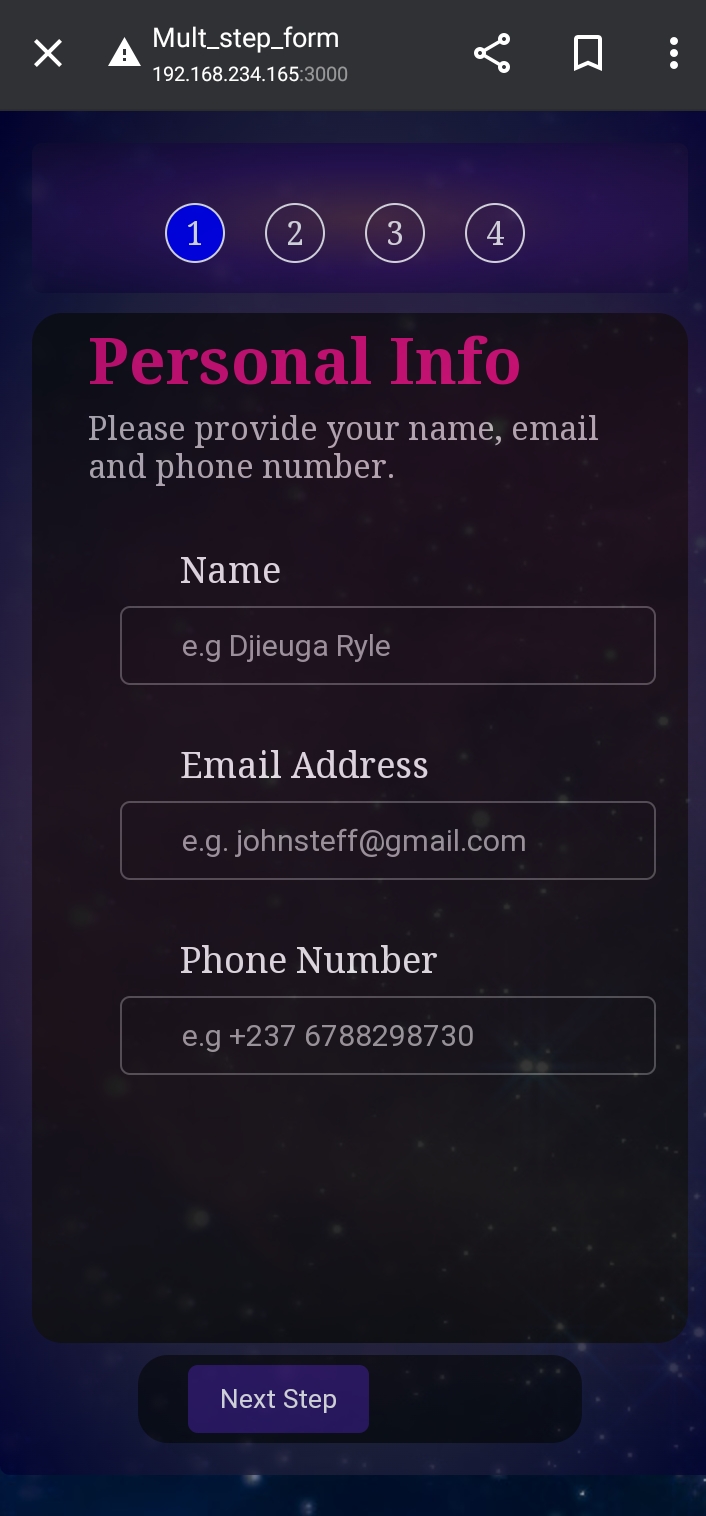 Mult_step_form
192.168.234.165:3000
1 2 3 4
Personal Info
Please provide your name, email
and phone number.
Name
e.g Djieuga Ryle
Email Address
e.g. johnsteff@gmail.com
Phone Number
e.g +237 6788298730
Next Step